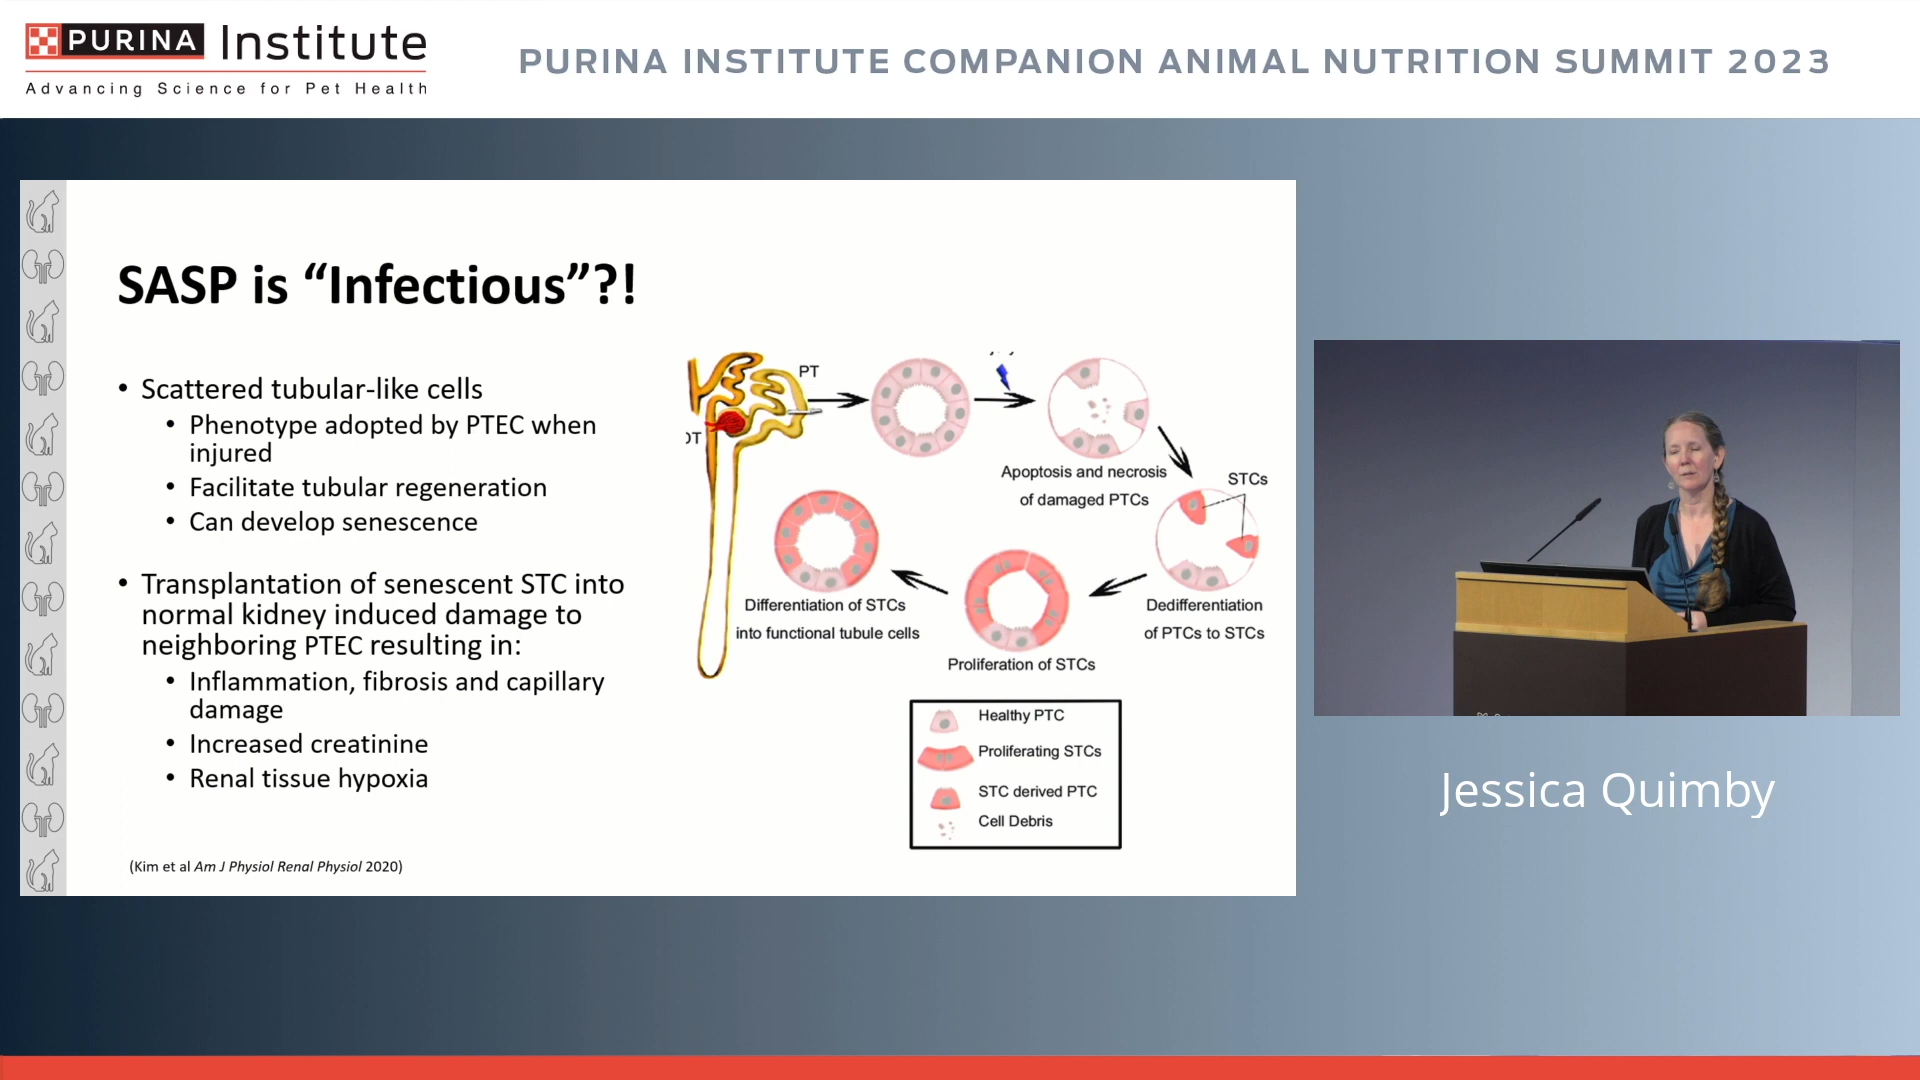 PURINA Institute
Advancing Science for Pet Health
PURINA INSTITUTE COMPANION ANIMAL NUTRITION SUMMIT 2023
SASP is “Infectious”?!
• Scattered tubular-like cells
• Phenotype adopted by PTEC when
injured
• Facilitate tubular regeneration
• Can develop senescence
• Transplantation of senescent STC into
normal kidney induced damage to
neighboring PTEC resulting in:
• Inflammation, fibrosis and capillary
damage
• Increased creatinine
• Renal tissue hypoxia
(Kim et al Am J Physiol Renal Physiol 2020)
PT
Apoptosis and necrosis
of damaged PTCs
STCs
Dedifferentiation
of PTCs to STCs
Proliferation of STCs
Differentiation of STCs
into functional tubule cells
Healthy PTC
Proliferating STCs
STC derived PTC
Cell Debris
Jessica Quimby